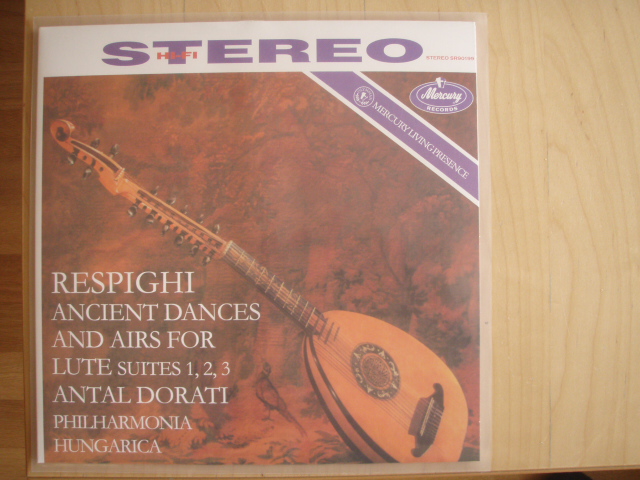 STEREO
HI-FI
STEREO SR90199
Mercury
RECORDS
MERCURY LIVING PRESENCE
RESPIGHI
ANCIENT DANCES
AND AIRS FOR
LUTE SUITES 1, 2, 3
ANTAL DORATI
PHILHARMONIA
HUNGARICA